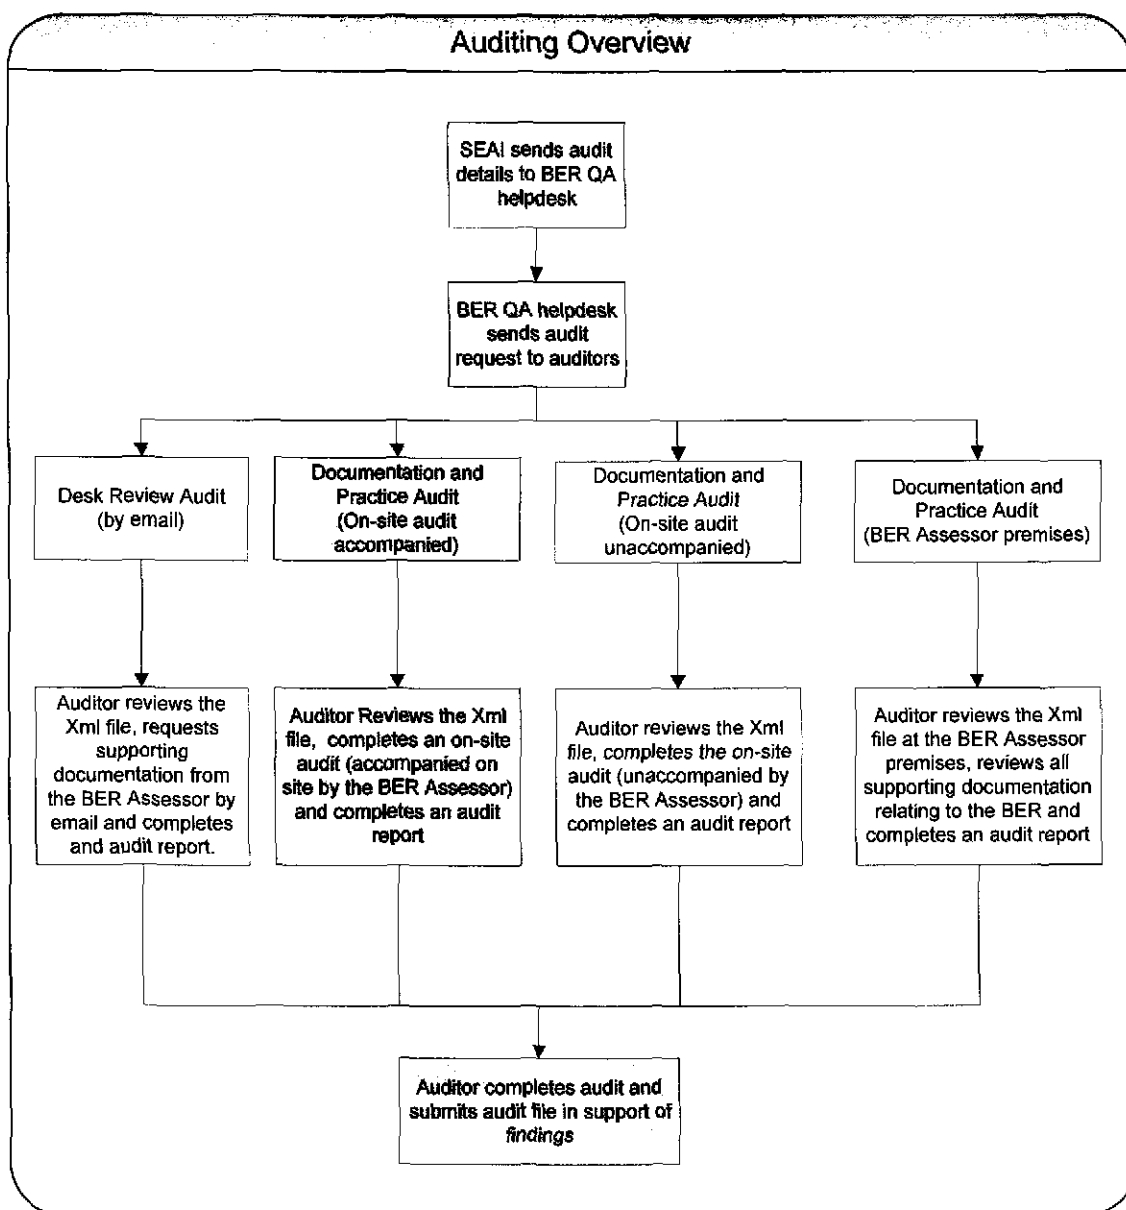 Auditing Overview
SEAI sends audit
details to BER QA
helpdesk
BER QA helpdesk
sends audit
request to auditors
Desk Review Audit
(by email)
Documentation and
Practice Audit
(On-site audit
accompanied)
Documentation and
Practice Audit
(On-site audit
unaccompanied)
Documentation and
Practice Audit
(BER Assessor premises)
Auditor reviews the
Xml file, requests
supporting
documentation from
the BER Assessor by
email and completes
and audit report.
Auditor Reviews the Xml
file, completes an on-site
audit (accompanied on
site by the BER Assessor)
and completes an audit
report
Auditor reviews the Xml
file, completes the on-site
audit (unaccompanied by
the BER Assessor) and
completes an audit report
Auditor reviews the Xml
file at the BER Assessor
premises, reviews all
supporting documentation
relating to the BER and
completes an audit report
Auditor completes audit and
submits audit file in support of
findings